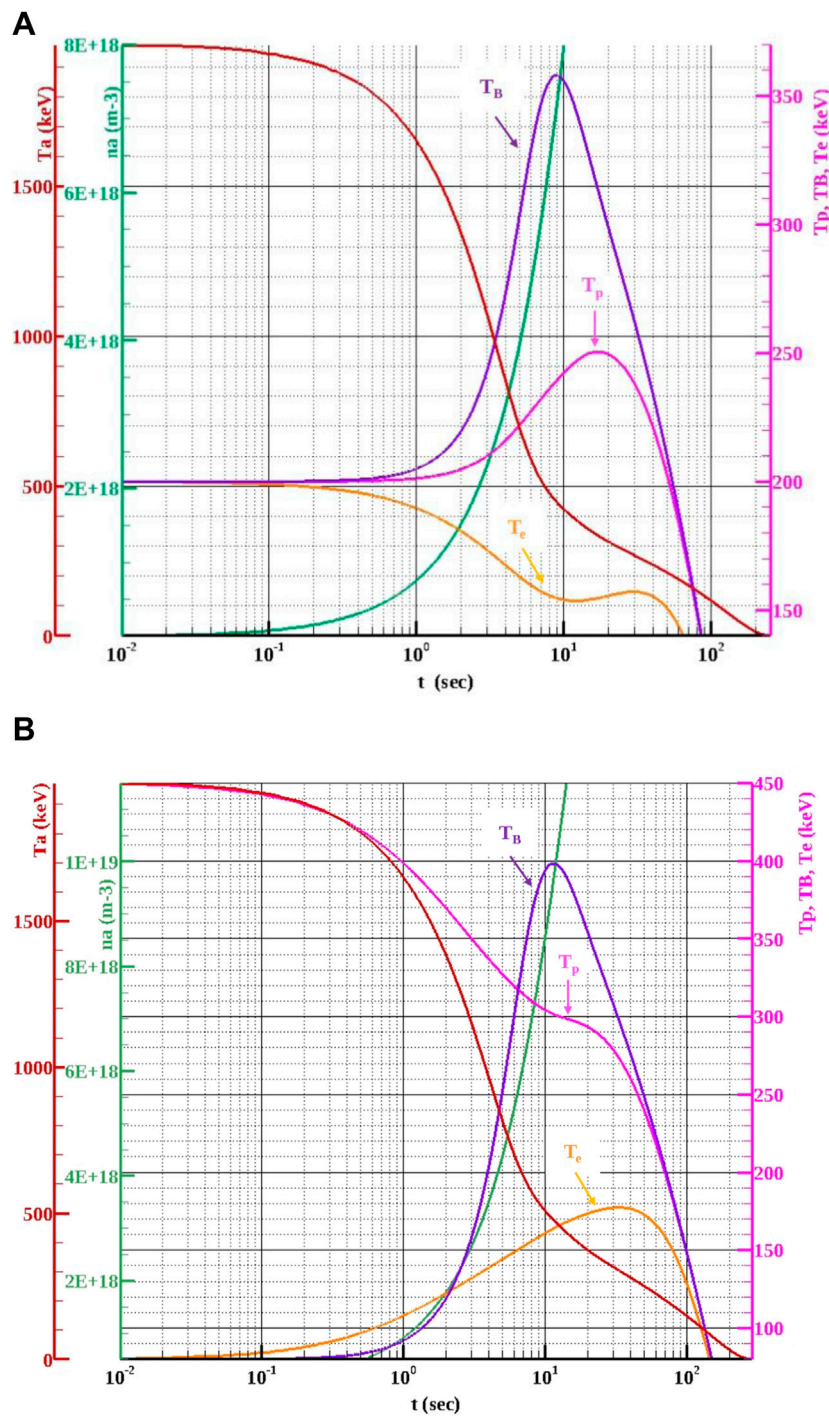 A
Ta (keV)
1500
1000
500
0
na (m-3)
8E+18
6E+18
4E+18
2E+18
T_B
T_p
T_e
Tp, TB, Te (keV)
350
300
250
200
150
10^-2
10^-1
10^0
10^1
10^2
t (sec)
B
Ta (keV)
1500
1000
500
0
na (m-3)
1E+19
8E+18
6E+18
4E+18
2E+18
T_B
T_p
T_e
Tp, TB, Te (keV)
450
400
350
300
250
200
150
100
10^-2
10^-1
10^0
10^1
10^2
t (sec)